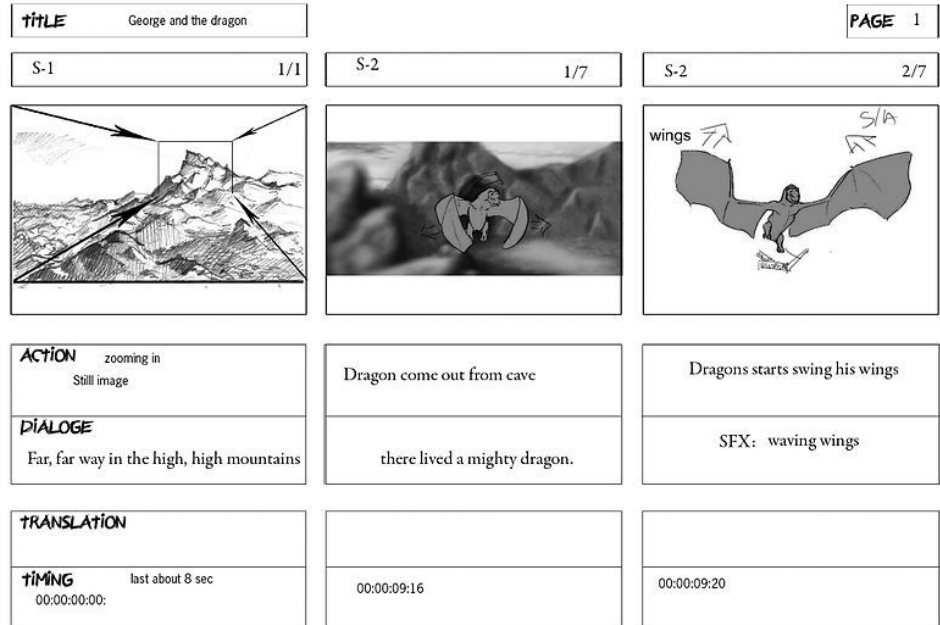 TITLE George and the dragon PAGE 1
S-1 1/1 S-2 1/7 S-2 2/7
wings S/A
ACTION zooming in
Stilll image
Dragon come out from cave
Dragons starts swing his wings
DIALOGE
Far, far way in the high, high mountains
there lived a mighty dragon.
SFX: waving wings
TRANSLATION
TIMING last about 8 sec
00:00:00:00:
00:00:09:16
00:00:09:20